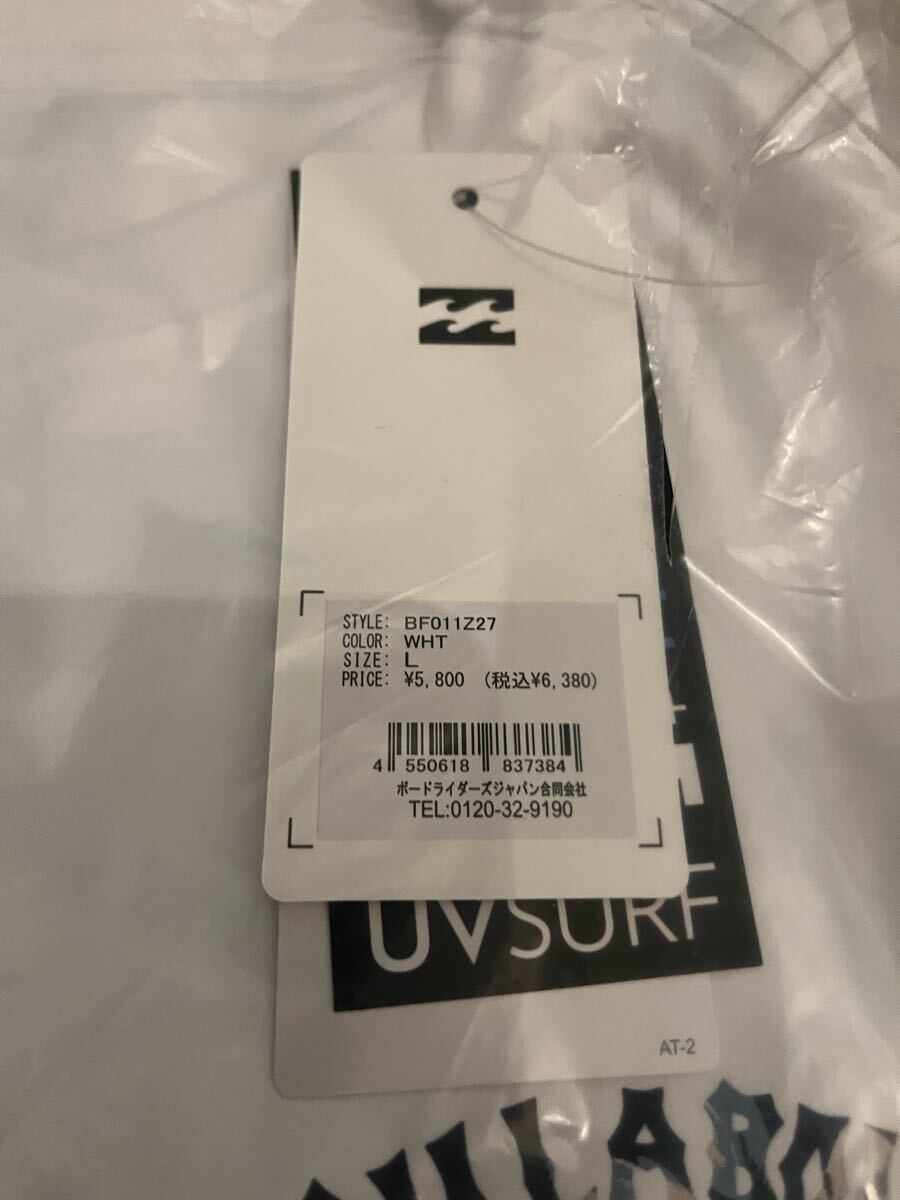 STYLE: BF011Z27
COLOR: WHT
SIZE: L
PRICE: ¥5,800 (税込¥6,380)
4 550618 837384
ボードライダーズジャパン合同会社
TEL:0120-32-9190
UVSURF
AT-2